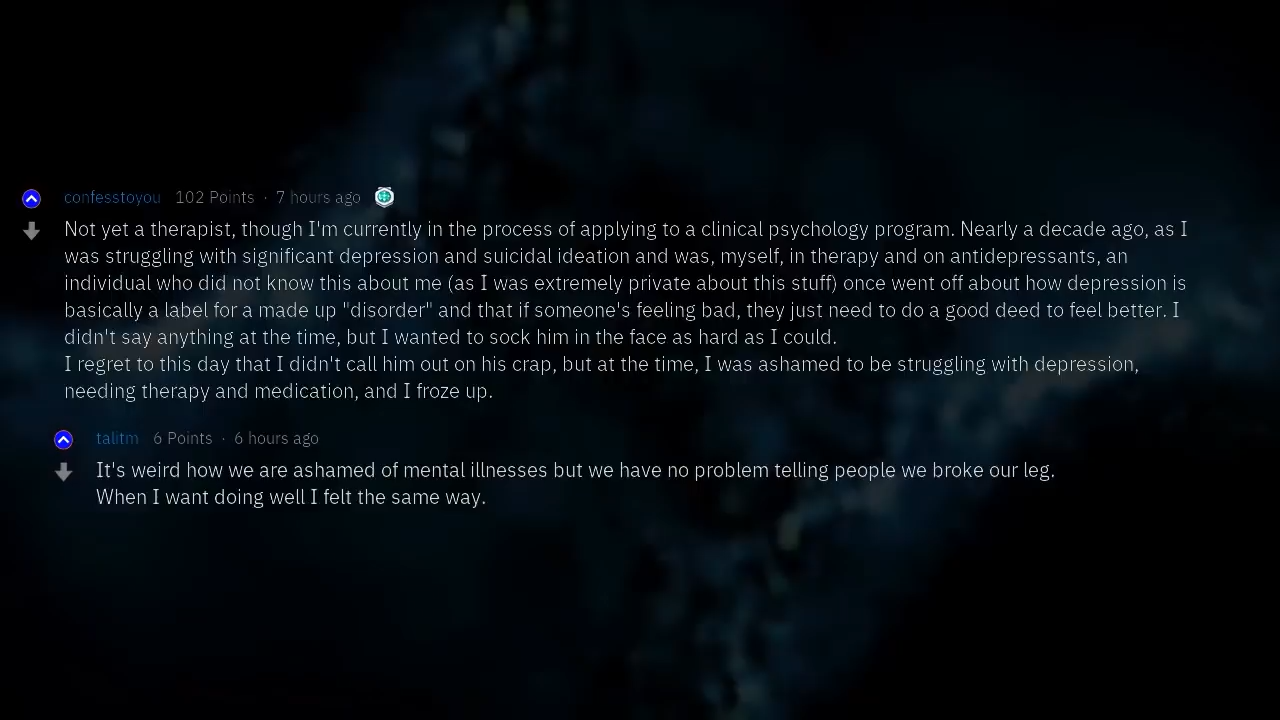 confesstoyou 102 Points · 7 hours ago
Not yet a therapist, though I'm currently in the process of applying to a clinical psychology program. Nearly a decade ago, as I
was struggling with significant depression and suicidal ideation and was, myself, in therapy and on antidepressants, an
individual who did not know this about me (as I was extremely private about this stuff) once went off about how depression is
basically a label for a made up "disorder" and that if someone's feeling bad, they just need to do a good deed to feel better. I
didn't say anything at the time, but I wanted to sock him in the face as hard as I could.
I regret to this day that I didn't call him out on his crap, but at the time, I was ashamed to be struggling with depression,
needing therapy and medication, and I froze up.
talitm 6 Points · 6 hours ago
It's weird how we are ashamed of mental illnesses but we have no problem telling people we broke our leg.
When I want doing well I felt the same way.